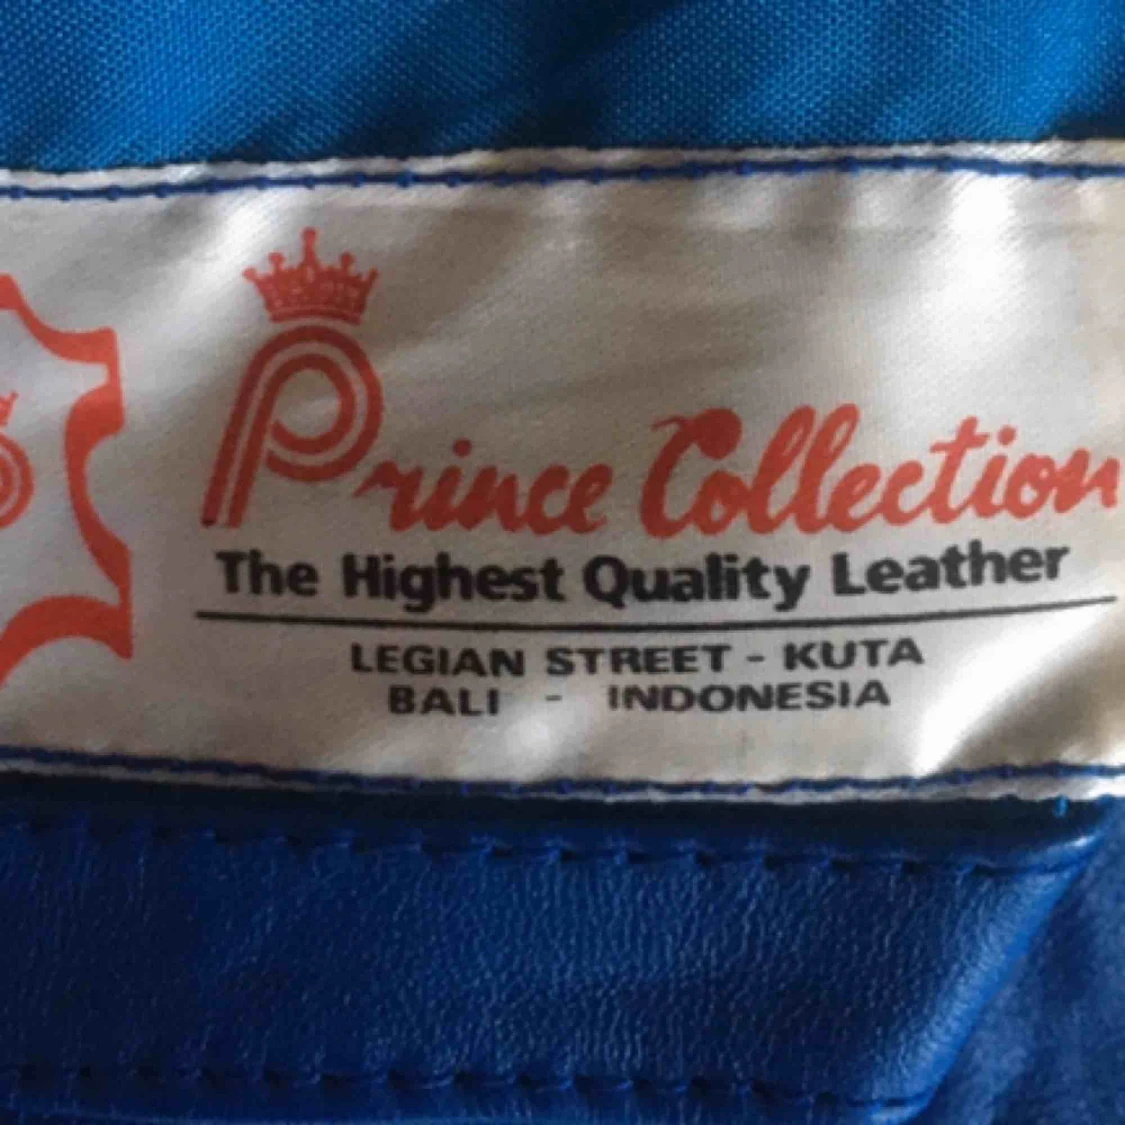 Prince Collection
The Highest Quality Leather
LEGIAN STREET - KUTA
BALI - INDONESIA